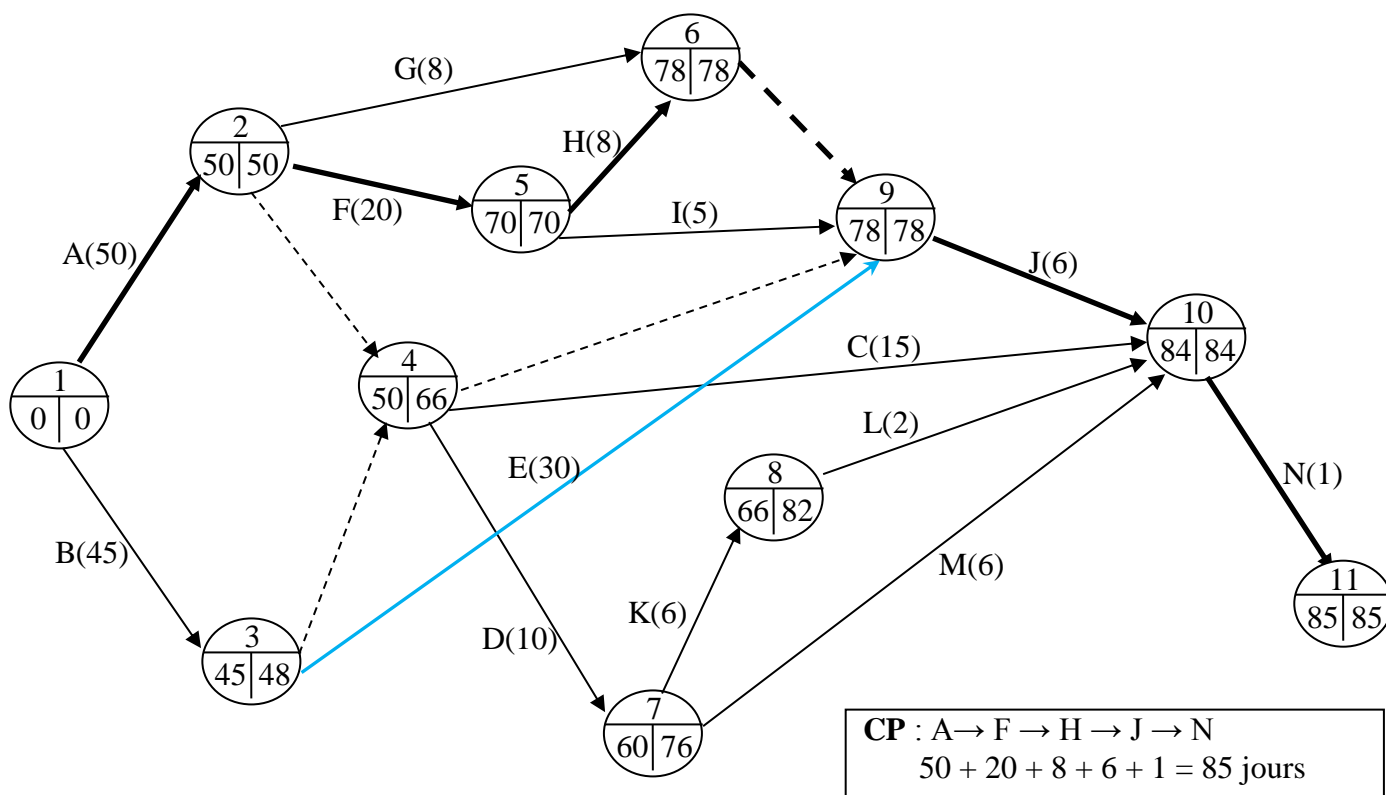 6
78 78
G(8)
2
50 50
H(8)
5
70 70
F(20)
I(5)
9
78 78
A(50)
J(6)
10
84 84
C(15)
4
50 66
1
0 0
L(2)
E(30)
8
66 82
N(1)
B(45)
M(6)
11
85 85
K(6)
3
45 48
D(10)
7
60 76
CP : A→ F → H → J → N
50 + 20 + 8 + 6 + 1 = 85 jours